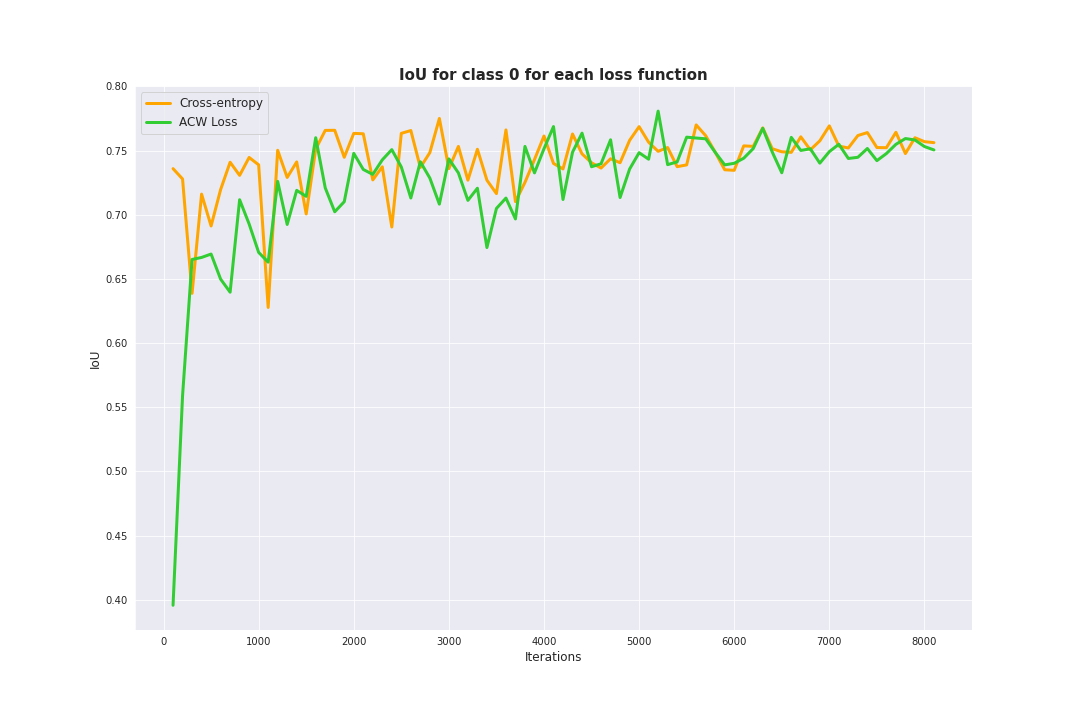 IoU for class 0 for each loss function
Cross-entropy
ACW Loss
0.80
0.75
0.70
0.65
0.60
0.55
0.50
0.45
0.40
IoU
0 1000 2000 3000 4000 5000 6000 7000 8000
Iterations